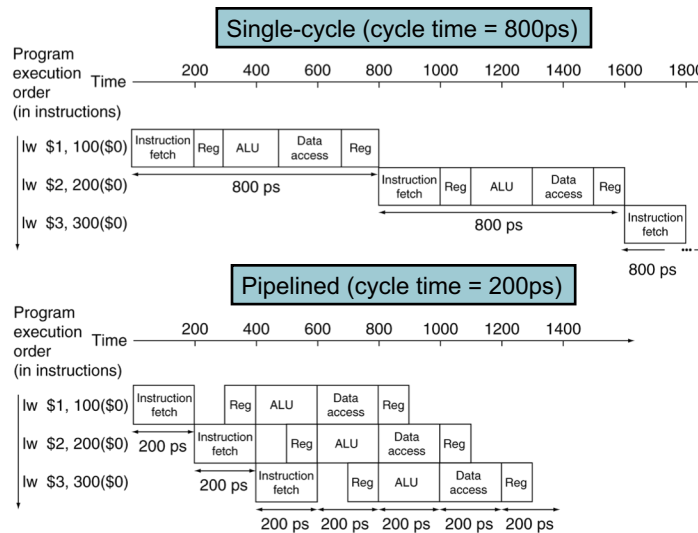 Single-cycle (cycle time = 800ps)
Program
execution
order
(in instructions)
Time
200 400 600 800 1000 1200 1400 1600 1800
lw $1, 100($0)
Instruction
fetch
Reg
ALU
Data
access
Reg
lw $2, 200($0)
800 ps
Instruction
fetch
Reg
ALU
Data
access
Reg
lw $3, 300($0)
800 ps
Instruction
fetch
...
800 ps
Pipelined (cycle time = 200ps)
Program
execution
order
(in instructions)
Time
200 400 600 800 1000 1200 1400
lw $1, 100($0)
Instruction
fetch
Reg
ALU
Data
access
Reg
lw $2, 200($0)
200 ps
Instruction
fetch
Reg
ALU
Data
access
Reg
lw $3, 300($0)
200 ps
Instruction
fetch
Reg
ALU
Data
access
Reg
200 ps 200 ps 200 ps 200 ps 200 ps